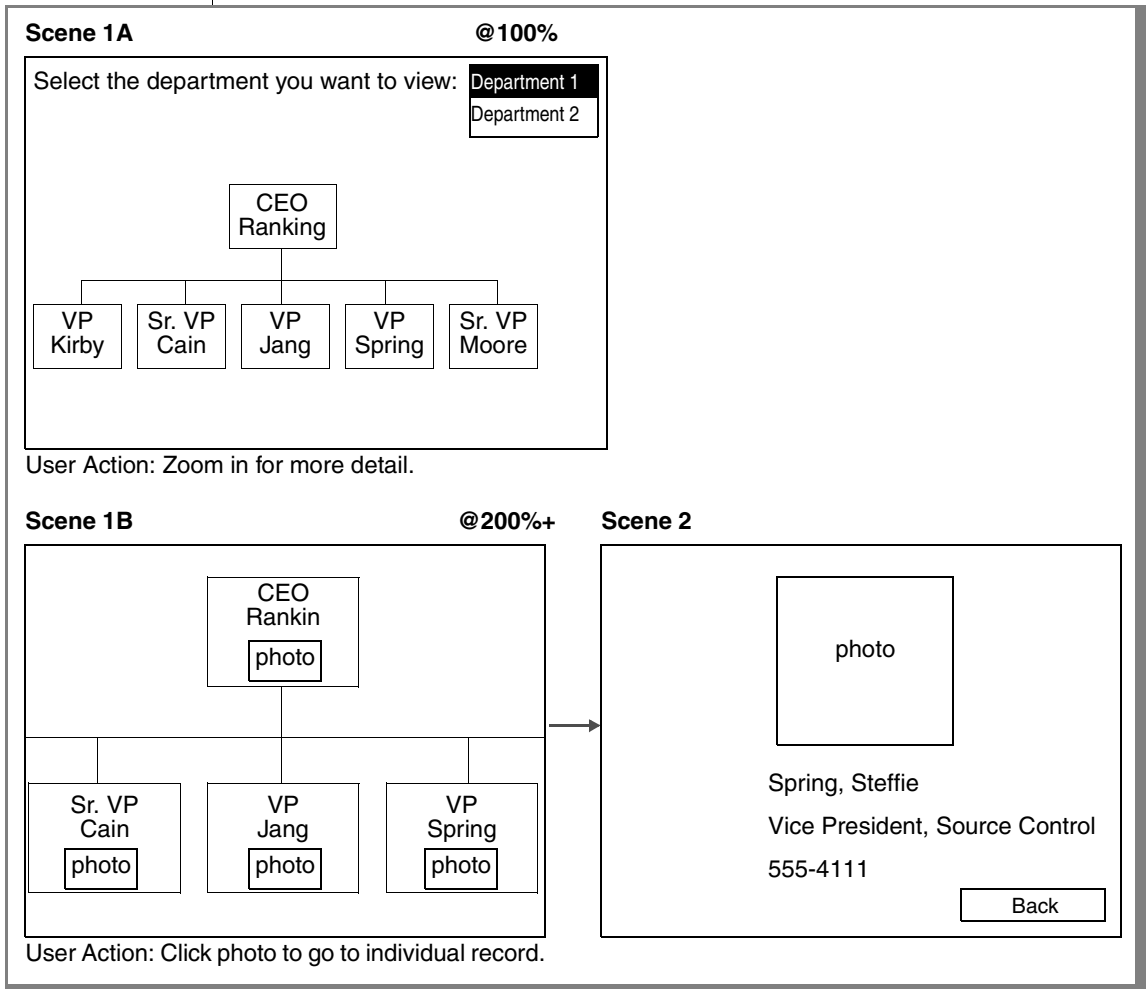 Scene 1A @100%
Select the department you want to view:
Department 1
Department 2
CEO
Ranking
VP
Kirby
Sr. VP
Cain
VP
Jang
VP
Spring
Sr. VP
Moore
User Action: Zoom in for more detail.
Scene 1B @200%+
CEO
Rankin
photo
Sr. VP
Cain
photo
VP
Jang
photo
VP
Spring
photo
User Action: Click photo to go to individual record.
Scene 2
photo
Spring, Steffie
Vice President, Source Control
555-4111
Back